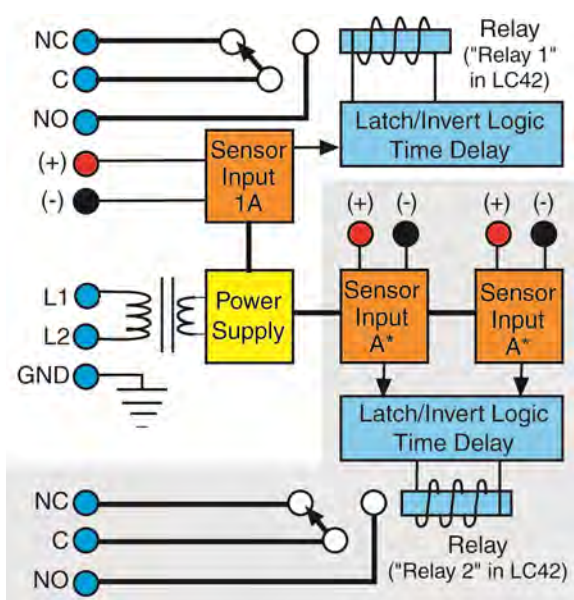 NC
C
NO
(+)
(-)
Relay
("Relay 1"
in LC42)
Latch/Invert Logic
Time Delay
Sensor
Input
1A
(+) (-)
(+) (-)
L1
L2
GND
Power
Supply
Sensor
Input
A*
Sensor
Input
A*
Latch/Invert Logic
Time Delay
NC
C
NO
Relay
("Relay 2" in LC42)